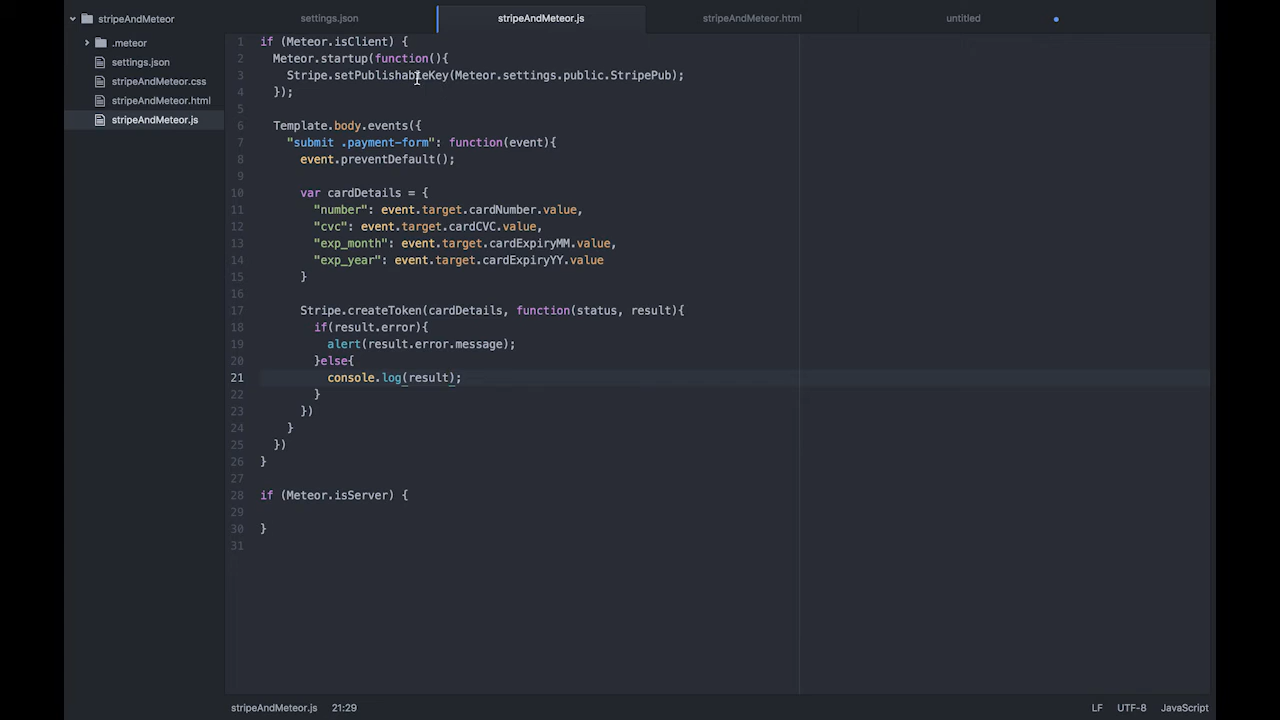 stripeAndMeteor
.meteor
settings.json
stripeAndMeteor.css
stripeAndMeteor.html
stripeAndMeteor.js
settings.json stripeAndMeteor.js stripeAndMeteor.html untitled
1 if (Meteor.isClient) {
2 Meteor.startup(function(){
3 Stripe.setPublishableKey(Meteor.settings.public.StripePub);
4 });
5
6 Template.body.events({
7 "submit .payment-form": function(event){
8 event.preventDefault();
9
10 var cardDetails = {
11 "number": event.target.cardNumber.value,
12 "cvc": event.target.cardCVC.value,
13 "exp_month": event.target.cardExpiryMM.value,
14 "exp_year": event.target.cardExpiryYY.value
15 }
16
17 Stripe.createToken(cardDetails, function(status, result){
18 if(result.error){
19 alert(result.error.message);
20 }else{
21 console.log(result);
22 }
23 })
24 }
25 })
26 }
27
28 if (Meteor.isServer) {
29
30 }
31
stripeAndMeteor.js 21:29 LF UTF-8 JavaScript